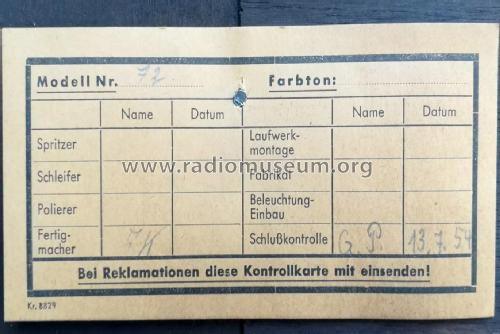 Modell Nr. 72 Farbton:
Name Datum Name Datum
Spritzer Laufwerk-
montage
Schleifer Fabrikat
Polierer Beleuchtung-
Einbau
Fertig-
macher Schlußkontrolle G. P. 13.7.54
www.radiomuseum.org
Bei Reklamationen diese Kontrollkarte mit einsenden!
Kr. 8829